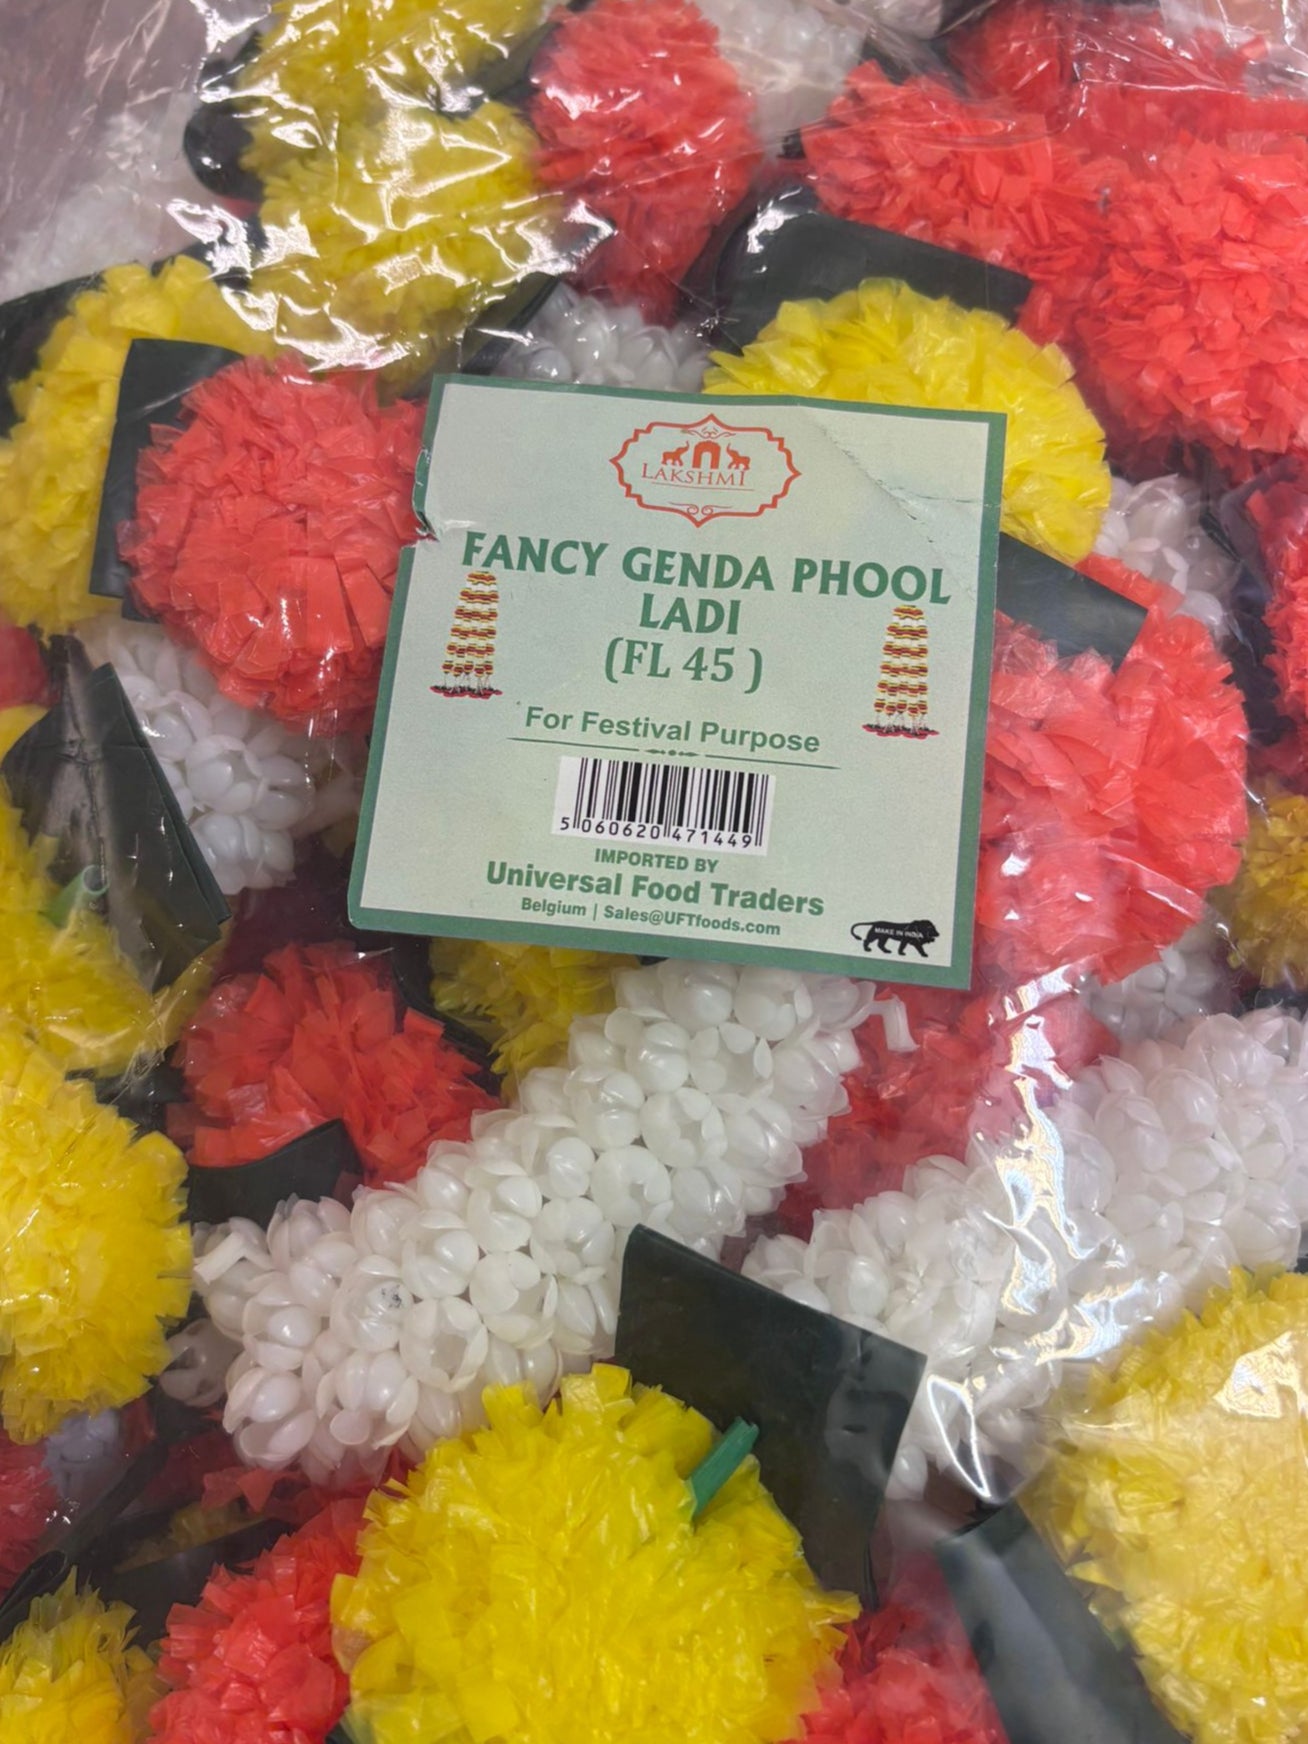 LAKSHMI
FANCY GENDA PHOOL
LADI
(FL 45 )
For Festival Purpose
5 060620 471449
IMPORTED BY
Universal Food Traders
Belgium | Sales@UFTfoods.com
MAKE IN INDIA